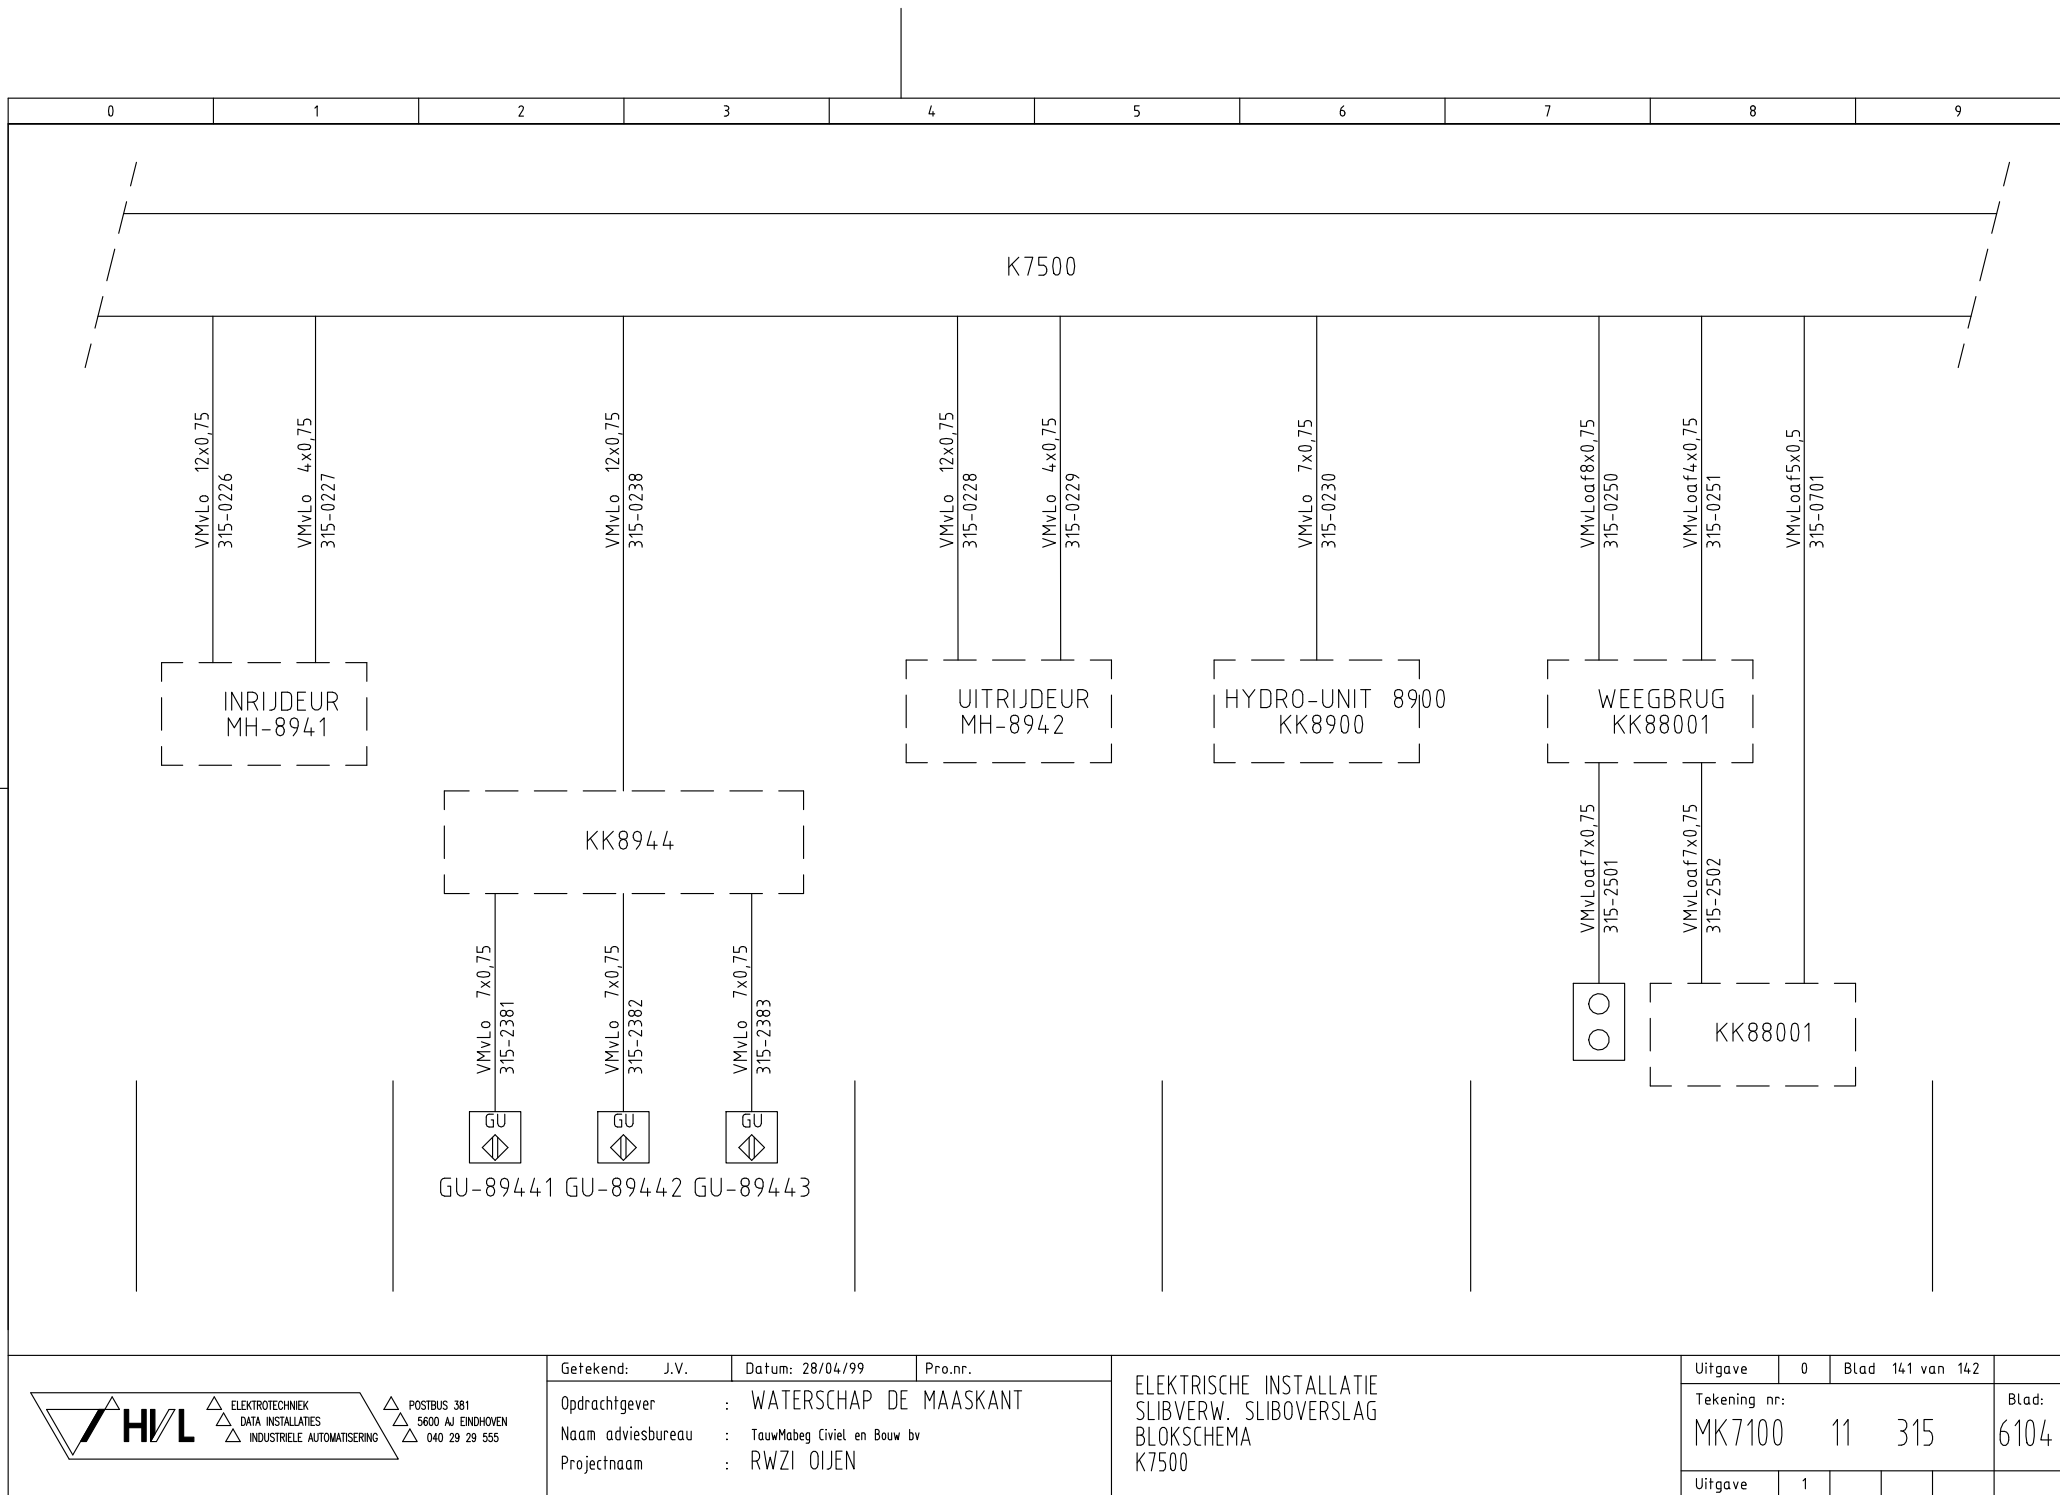 0 1 2 3 4 5 6 7 8 9
K7500
VMvLo 12x0,75
315-0226
VMvLo 4x0,75
315-0227
VMvLo 12x0,75
315-0238
VMvLo 12x0,75
315-0228
VMvLo 4x0,75
315-0229
VMvLo 7x0,75
315-0230
VMvLoaf8x0,75
315-0250
VMvLoaf4x0,75
315-0251
VMvLoaf5x0,5
315-0701
INRIJDEUR
MH-8941
UITRIJDEUR
MH-8942
HYDRO-UNIT 8900
KK8900
WEEGBRUG
KK88001
KK8944
VMvLoaf7x0,75
315-2501
VMvLoaf7x0,75
315-2502
VMvLo 7x0,75
315-2381
VMvLo 7x0,75
315-2382
VMvLo 7x0,75
315-2383
KK88001
GU GU GU
GU-89441 GU-89442 GU-89443
HVL
ELEKTROTECHNIEK
DATA INSTALLATIES
INDUSTRIELE AUTOMATISERING
POSTBUS 381
5600 AJ EINDHOVEN
040 29 29 555
Getekend: J.V. Datum: 28/04/99 Pro.nr.
Opdrachtgever : WATERSCHAP DE MAASKANT
Naam adviesbureau : TauwMabeg Civiel en Bouw bv
Projectnaam : RWZI OIJEN
ELEKTRISCHE INSTALLATIE
SLIBVERW. SLIBOVERSLAG
BLOKSCHEMA
K7500
Uitgave 0 Blad 141 van 142
Tekening nr: Blad:
MK7100 11 315 6104
Uitgave 1